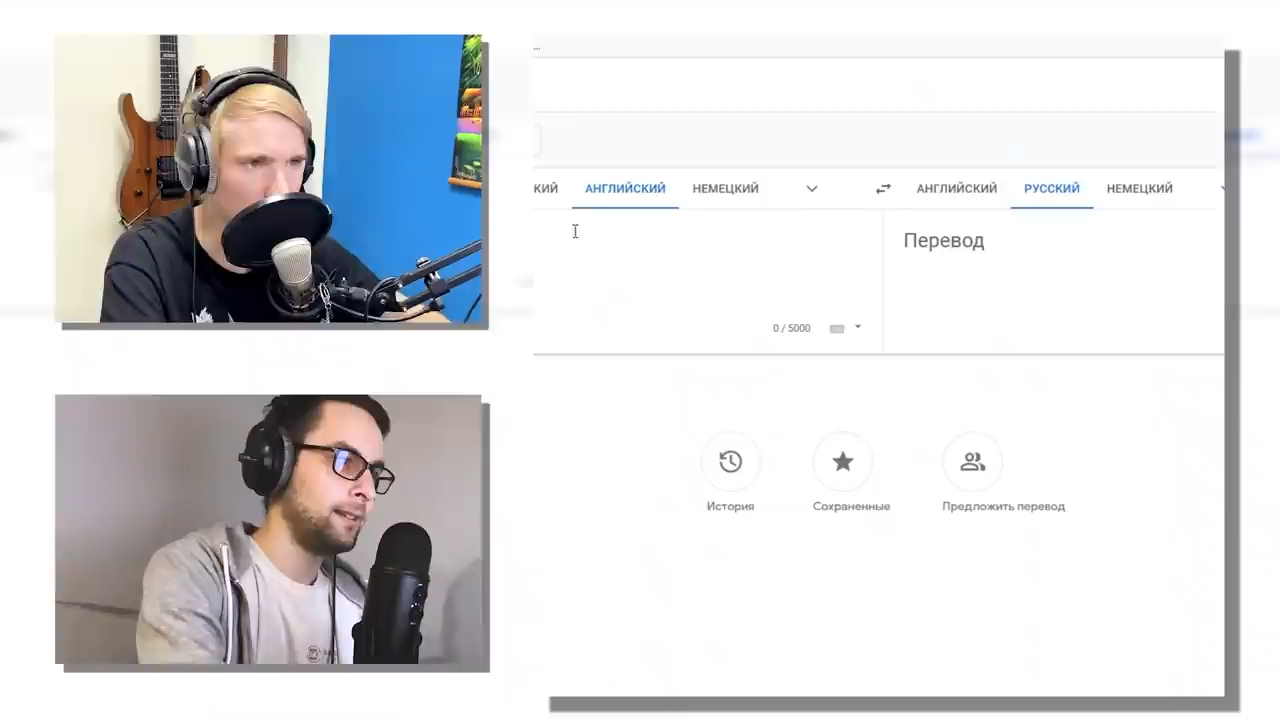 ...
КИЙ АНГЛИЙСКИЙ НЕМЕЦКИЙ АНГЛИЙСКИЙ РУССКИЙ НЕМЕЦКИЙ
Перевод
0 / 5000
История Сохраненные Предложить перевод